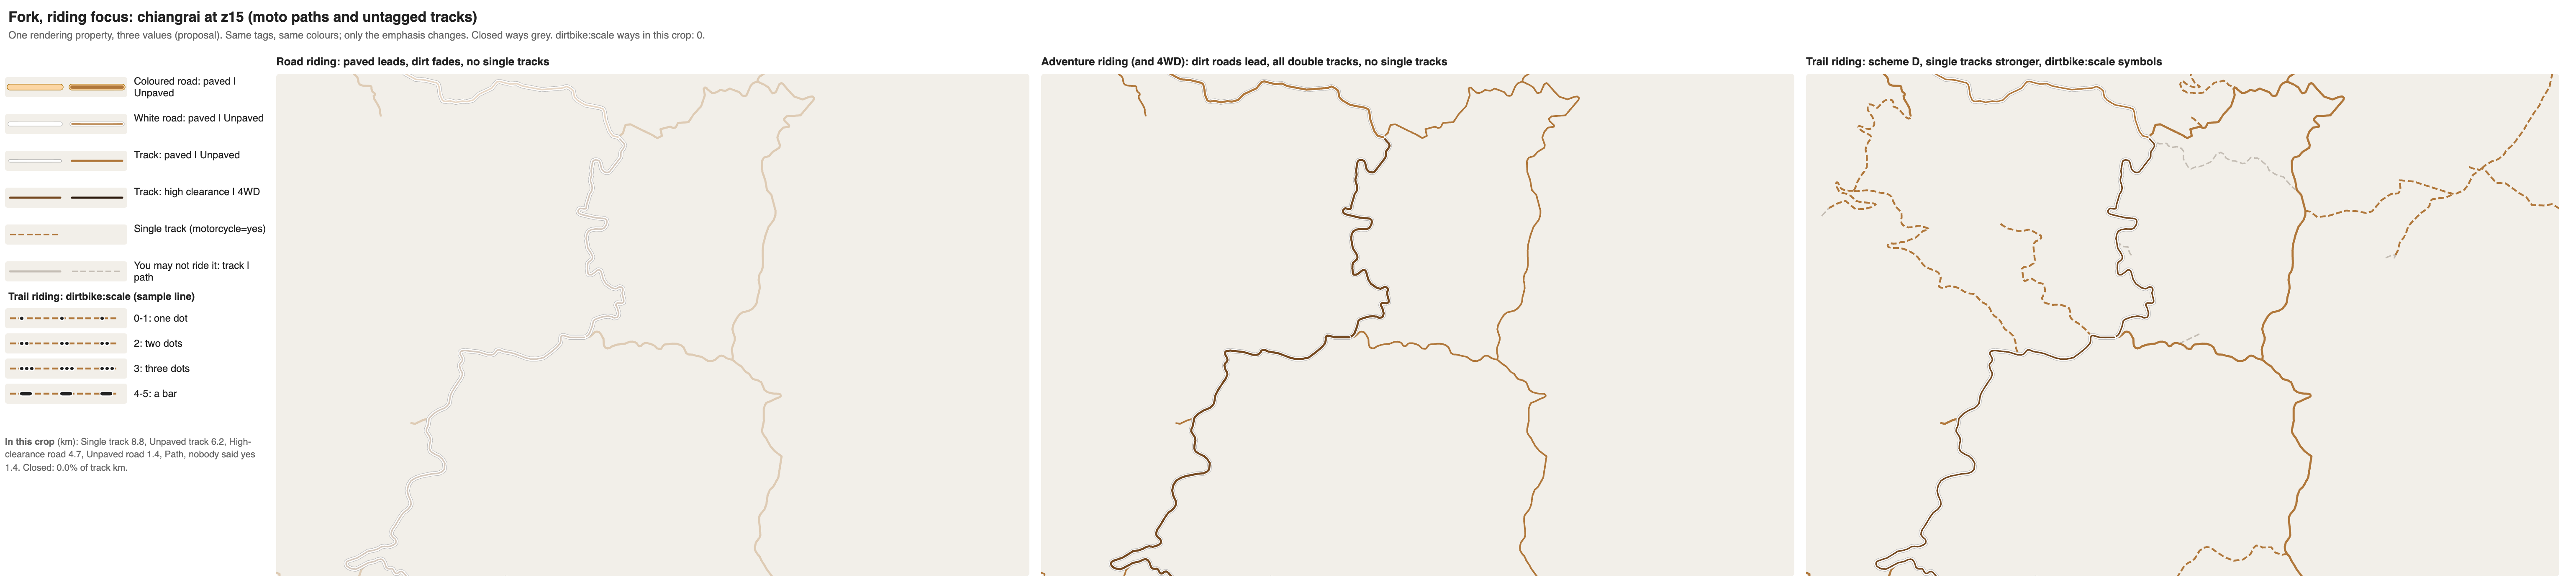 Fork, riding focus: chiangrai at z15 (moto paths and untagged tracks)
One rendering property, three values (proposal). Same tags, same colours; only the emphasis changes. Closed ways grey. dirtbike:scale ways in this crop: 0.
Road riding: paved leads, dirt fades, no single tracks
Adventure riding (and 4WD): dirt roads lead, all double tracks, no single tracks
Trail riding: scheme D, single tracks stronger, dirtbike:scale symbols
Coloured road: paved |
Unpaved
White road: paved | Unpaved
Track: paved | Unpaved
Track: high clearance | 4WD
Single track (motorcycle=yes)
You may not ride it: track |
path
Trail riding: dirtbike:scale (sample line)
0-1: one dot
2: two dots
3: three dots
4-5: a bar
In this crop (km): Single track 8.8, Unpaved track 6.2, High-
clearance road 4.7, Unpaved road 1.4, Path, nobody said yes
1.4. Closed: 0.0% of track km.